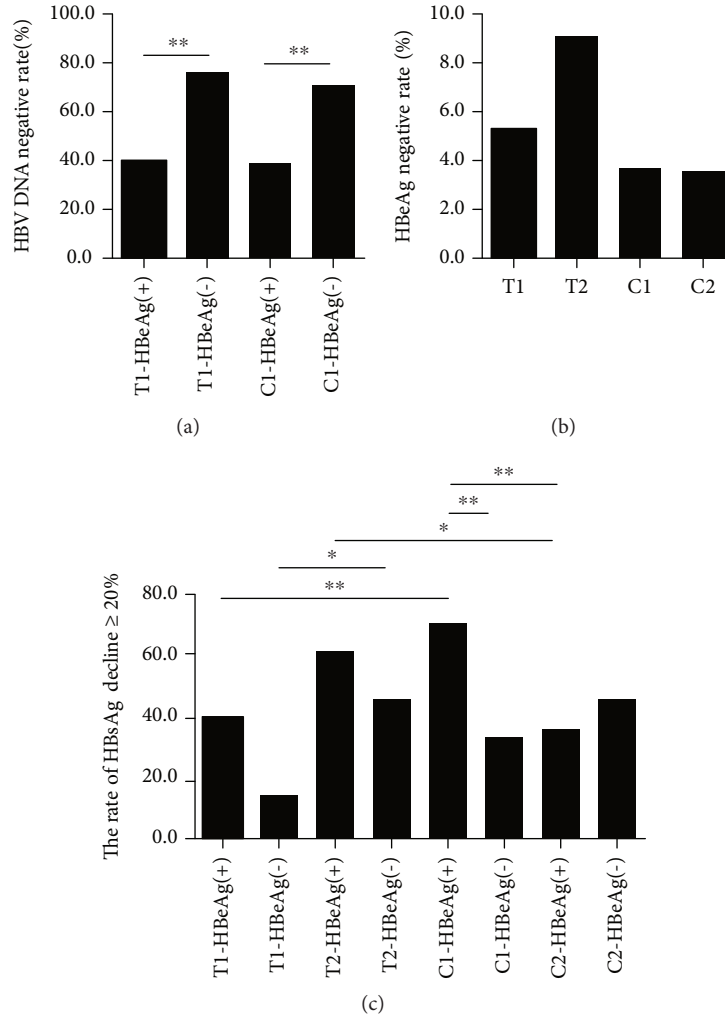 HBV DNA negative rate(%)
100.0
80.0
60.0
40.0
20.0
0.0
**
**
T1-HBeAg(+)
T1-HBeAg(-)
C1-HBeAg(+)
C1-HBeAg(-)
(a)
HBeAg negative rate (%)
10.0
8.0
6.0
4.0
2.0
0.0
T1
T2
C1
C2
(b)
**
**
*
*
**
The rate of HBsAg decline ≥ 20%
80.0
60.0
40.0
20.0
0.0
T1-HBeAg(+)
T1-HBeAg(-)
T2-HBeAg(+)
T2-HBeAg(-)
C1-HBeAg(+)
C1-HBeAg(-)
C2-HBeAg(+)
C2-HBeAg(-)
(c)